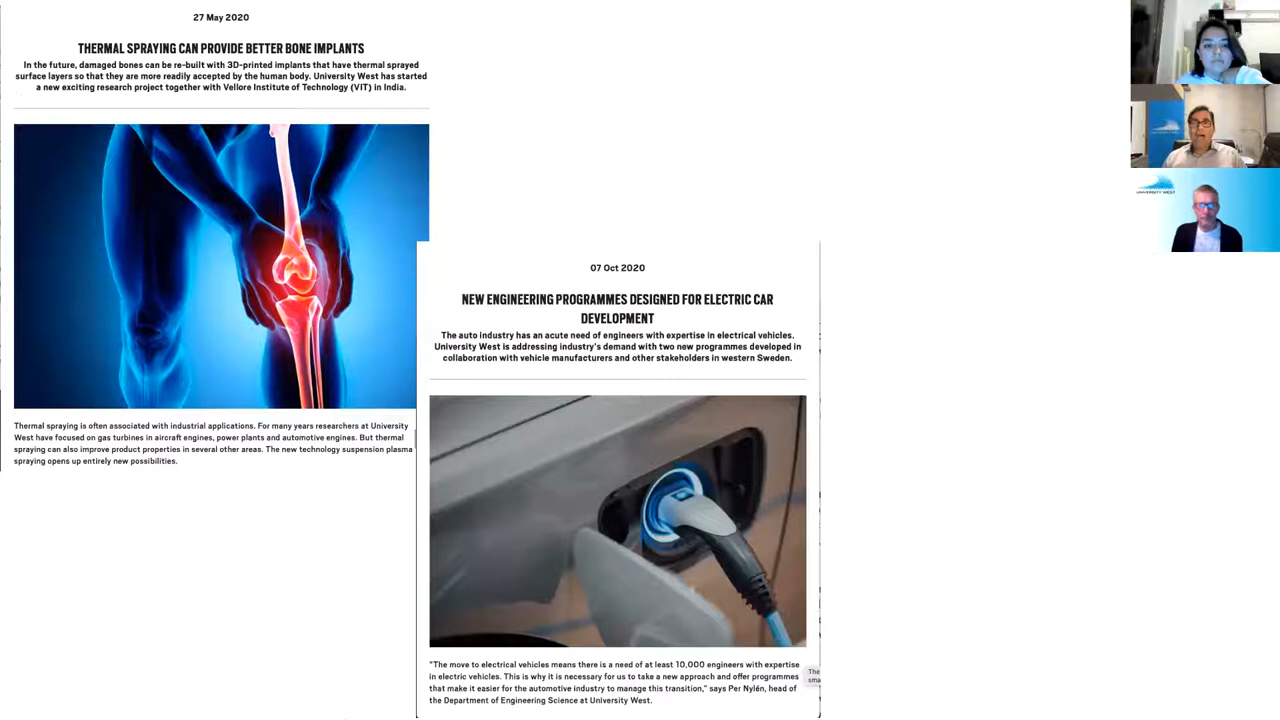 27 May 2020
THERMAL SPRAYING CAN PROVIDE BETTER BONE IMPLANTS
In the future, damaged bones can be re-built with 3D-printed implants that have thermal sprayed
surface layers so that they are more readily accepted by the human body. University West has started
a new exciting research project together with Vellore Institute of Technology (VIT) in India.
Thermal spraying is often associated with industrial applications. For many years researchers at University
West have focused on gas turbines in aircraft engines, power plants and automotive engines. But thermal
spraying can also improve product properties in several other areas. The new technology suspension plasma
spraying opens up entirely new possibilities.
07 Oct 2020
NEW ENGINEERING PROGRAMMES DESIGNED FOR ELECTRIC CAR
DEVELOPMENT
The auto industry has an acute need of engineers with expertise in electrical vehicles.
University West is addressing industry's demand with two new programmes developed in
collaboration with vehicle manufacturers and other stakeholders in western Sweden.
"The move to electrical vehicles means there is a need of at least 10,000 engineers with expertise
in electric vehicles. This is why it is necessary for us to take a new approach and offer programmes
that make it easier for the automotive industry to manage this transition," says Per Nylén, head of
the Department of Engineering Science at University West.
The
sma
UNIVERSITY WEST